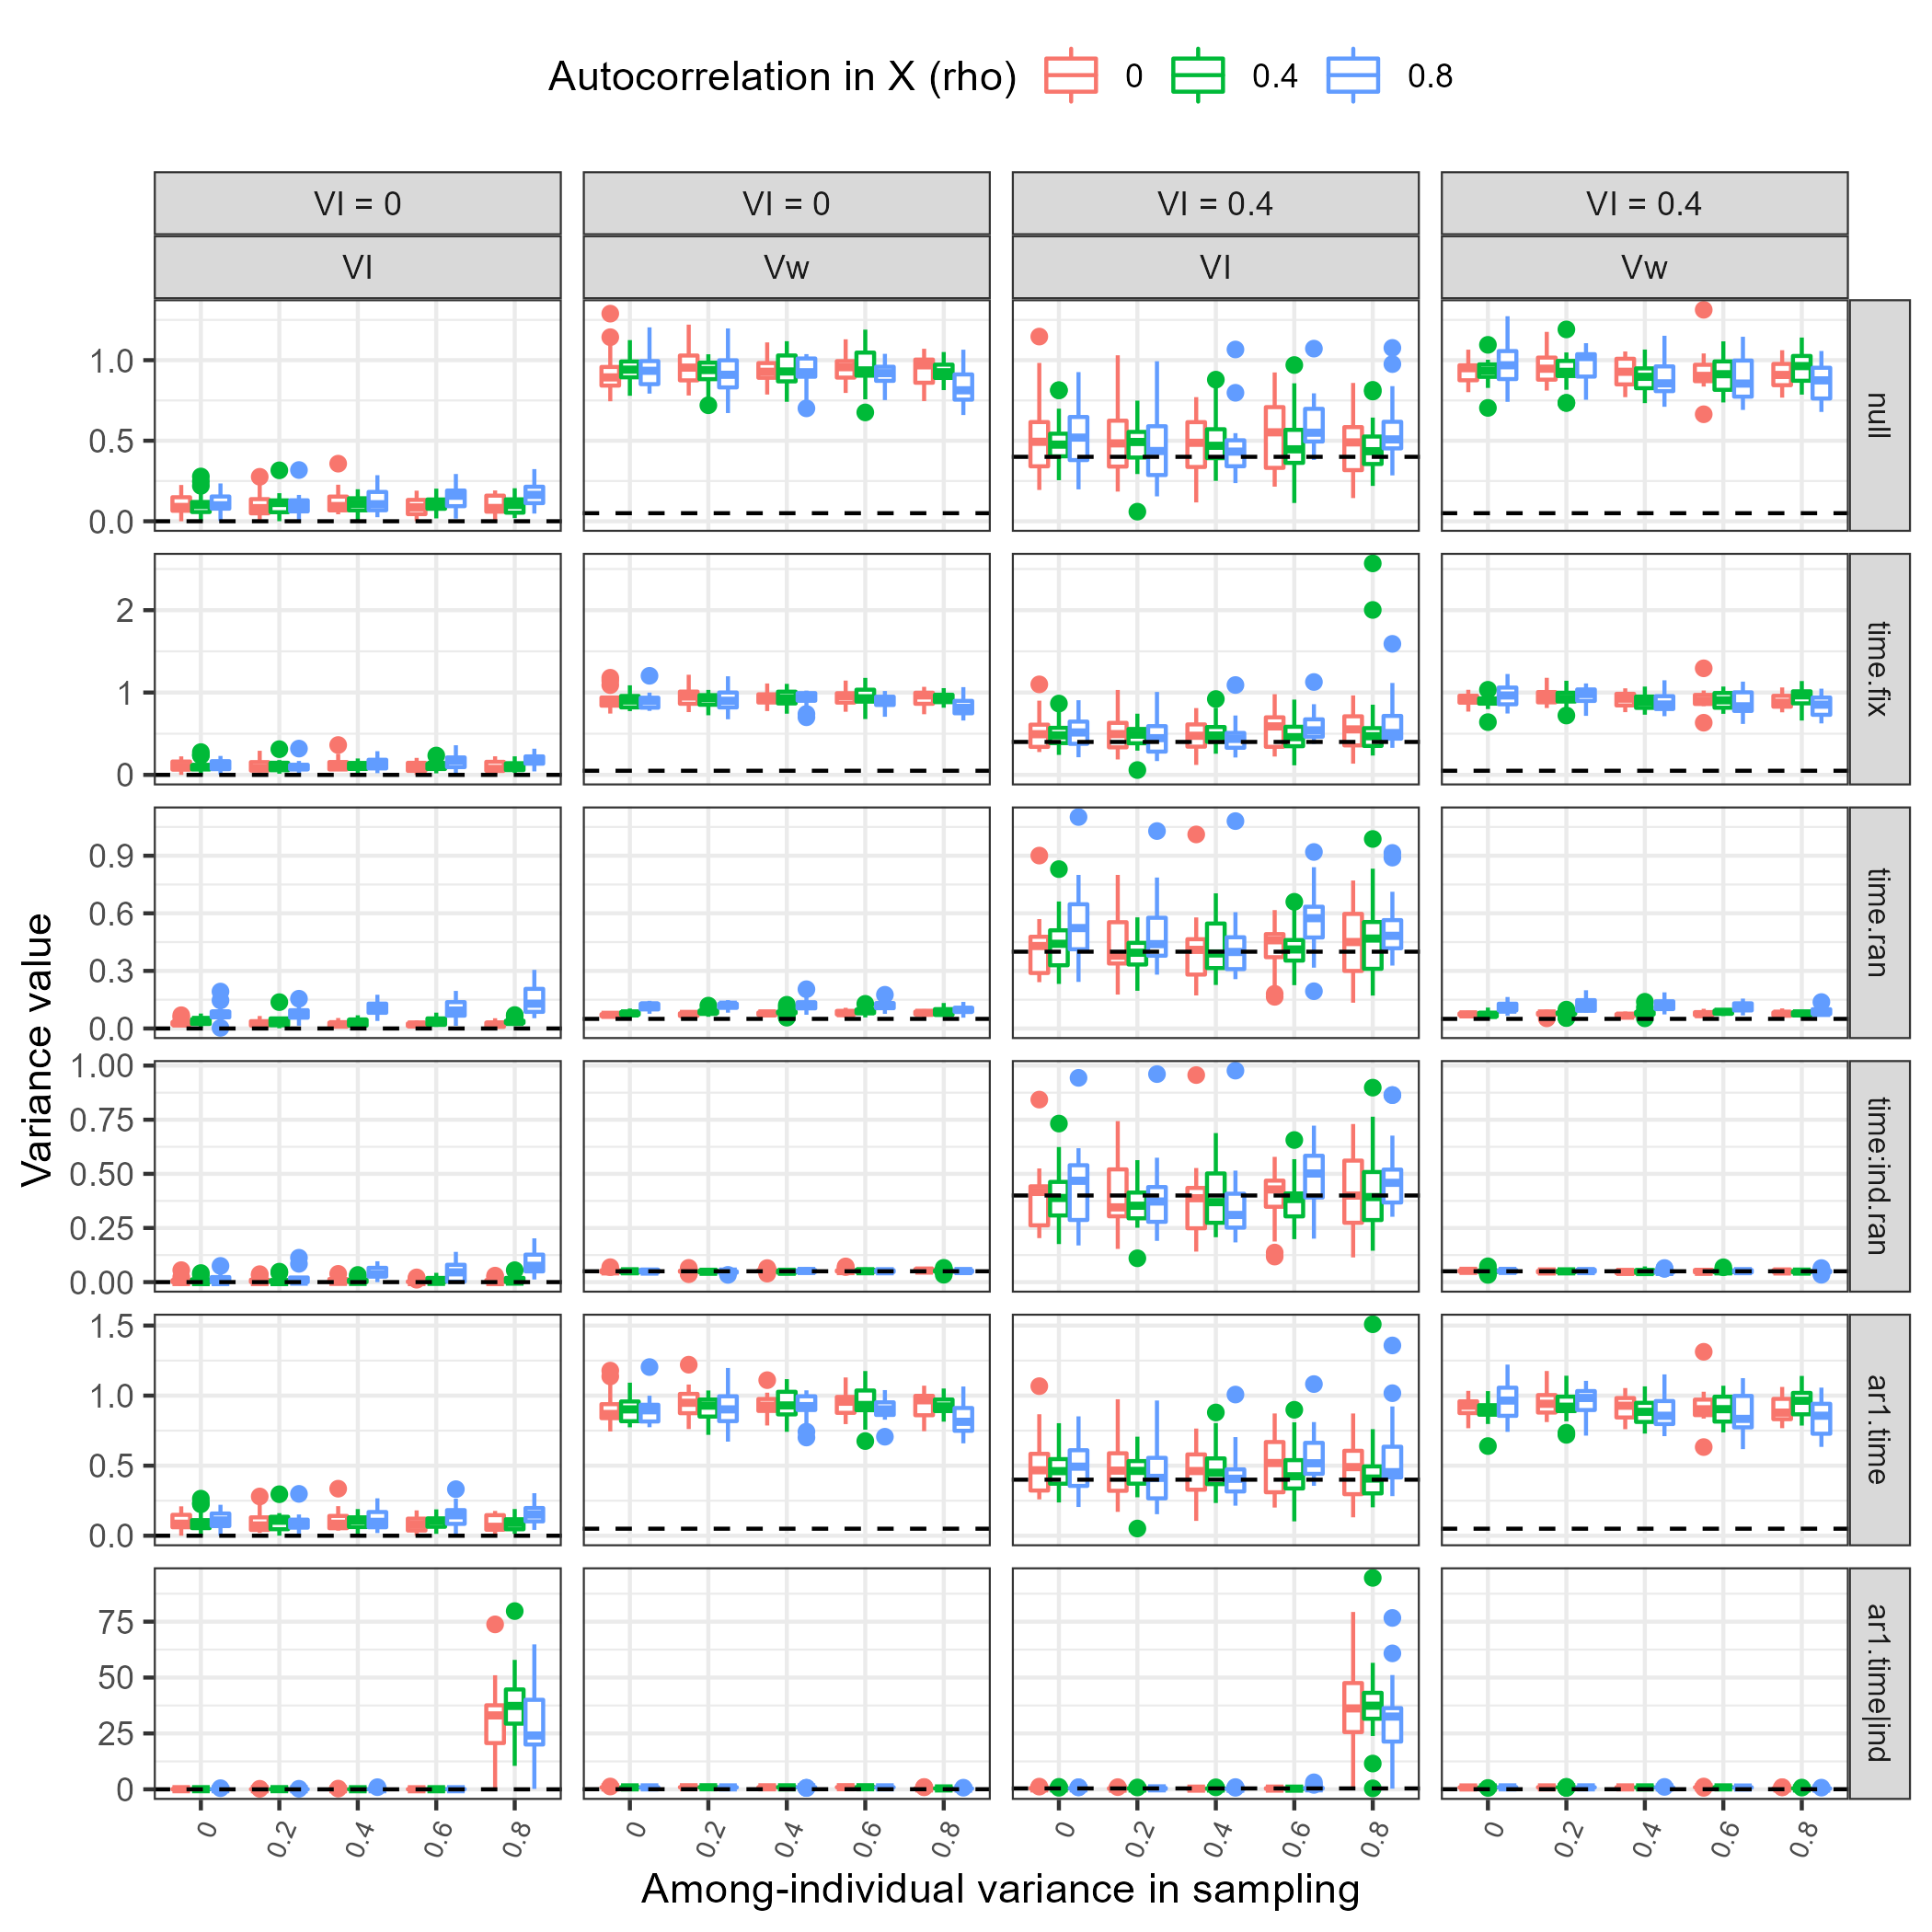 Autocorrelation in X (rho) 0 0.4 0.8
VI = 0 VI = 0 VI = 0.4 VI = 0.4
VI Vw VI Vw
1.0
0.5
0.0
null
2
1
0
time.fix
0.9
0.6
0.3
0.0
time.ran
1.00
0.75
0.50
0.25
0.00
time:ind.ran
1.5
1.0
0.5
0.0
ar1.time
75
50
25
0
ar1.time|ind
Variance value
0 0.2 0.4 0.6 0.8 0 0.2 0.4 0.6 0.8 0 0.2 0.4 0.6 0.8 0 0.2 0.4 0.6 0.8
Among-individual variance in sampling